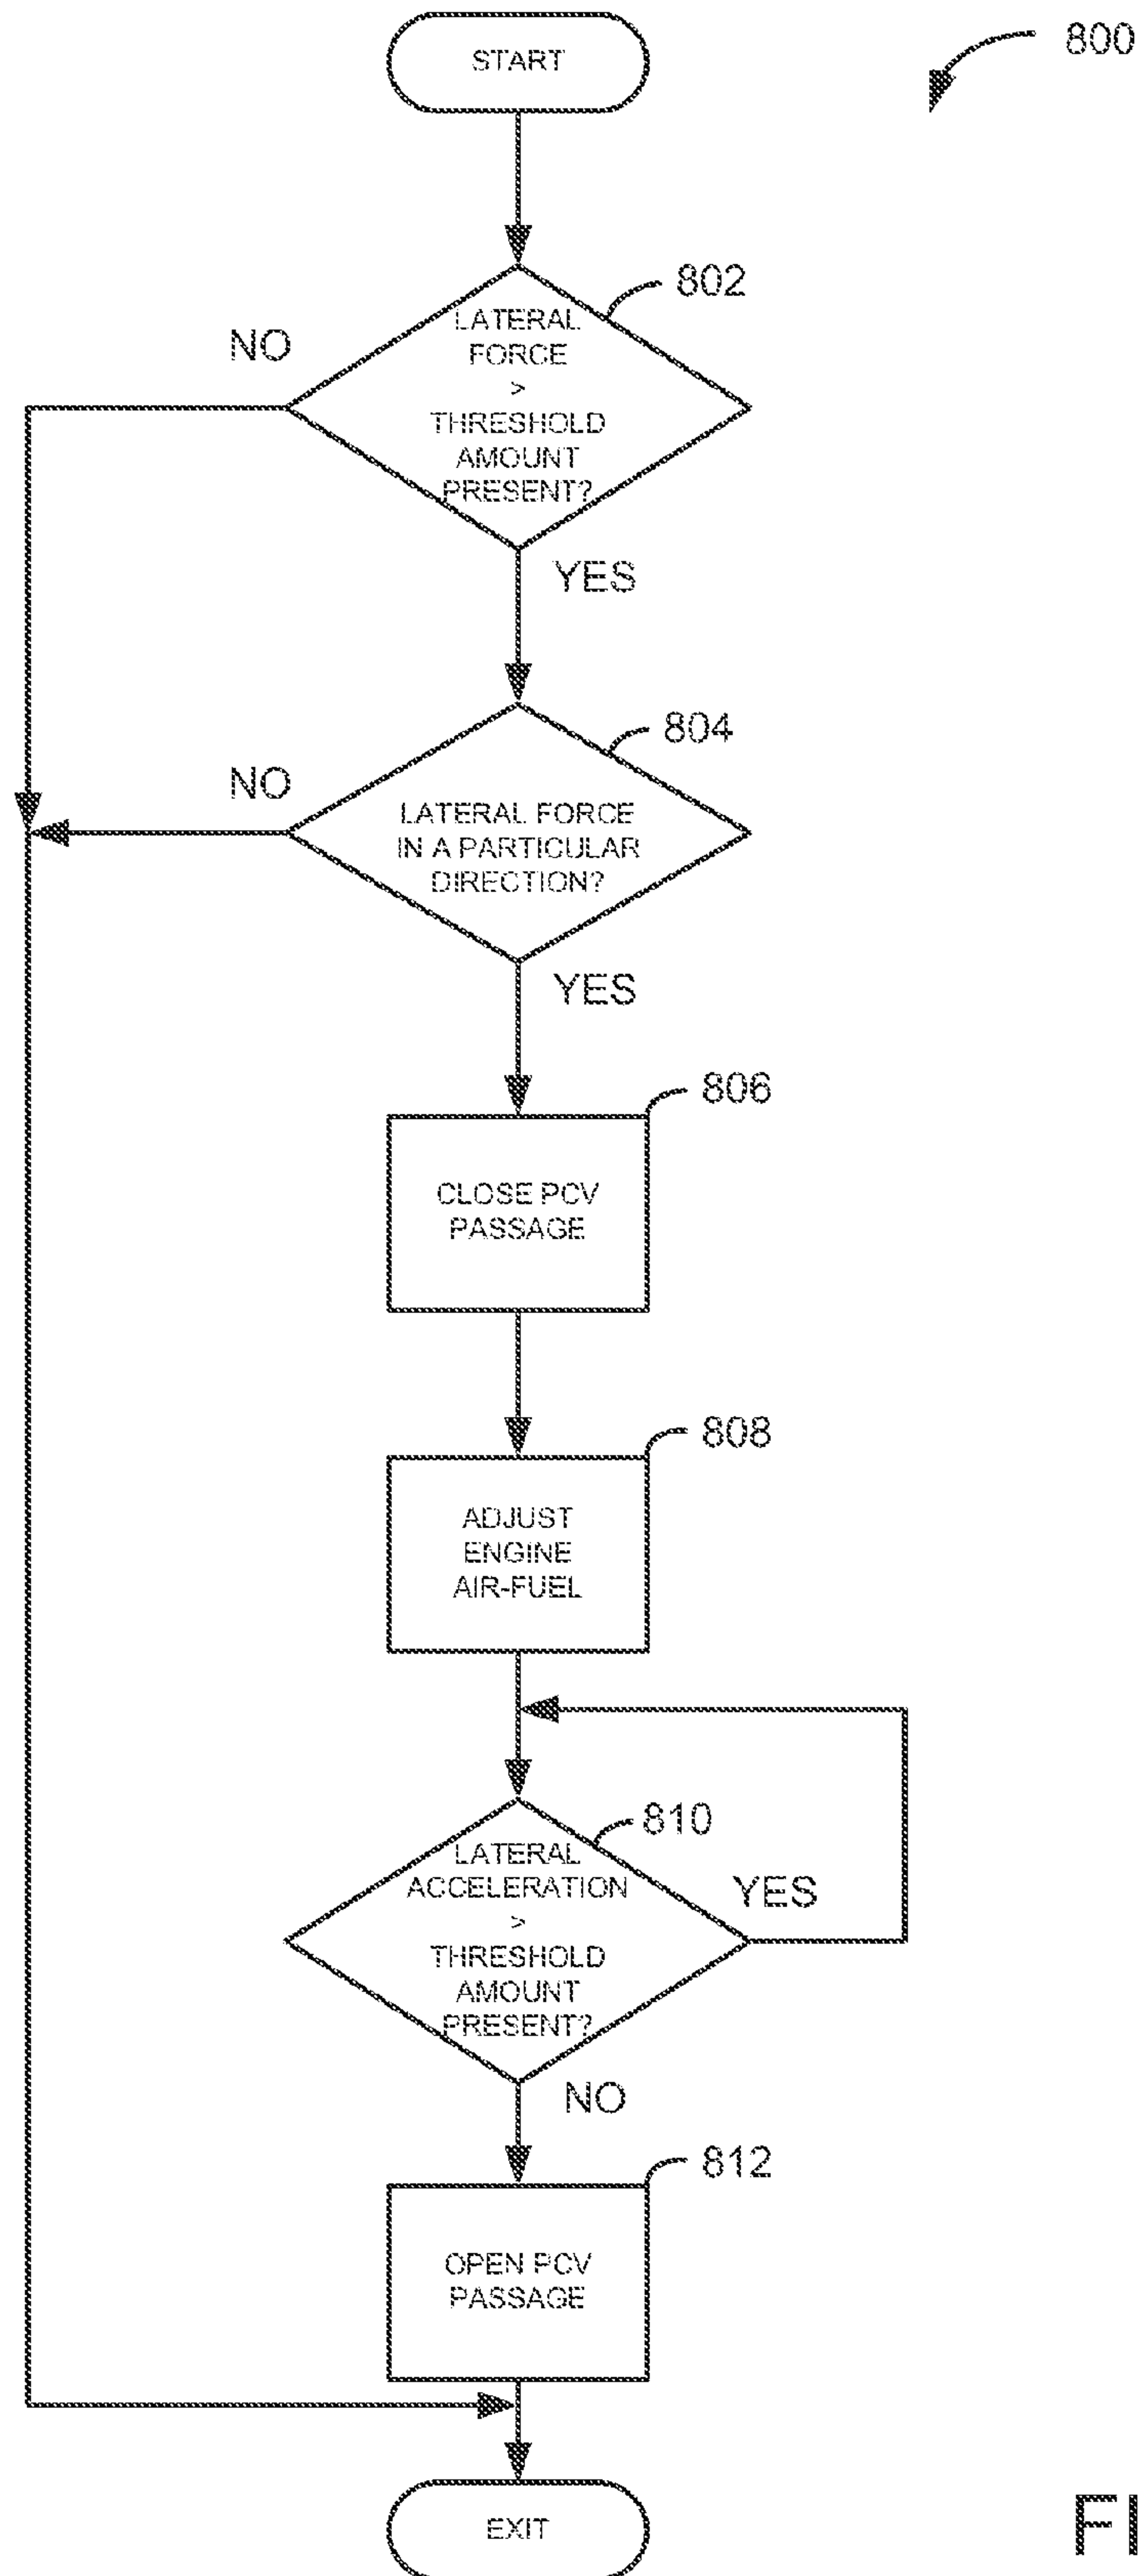 START
800
802
LATERAL
FORCE
>
THRESHOLD
AMOUNT
PRESENT?
NO
YES
804
LATERAL FORCE
IN A PARTICULAR
DIRECTION?
NO
YES
806
CLOSE PCV
PASSAGE
808
ADJUST
ENGINE
AIR-FUEL
810
LATERAL
ACCELERATION
>
THRESHOLD
AMOUNT
PRESENT?
YES
NO
812
OPEN PCV
PASSAGE
EXIT
FI